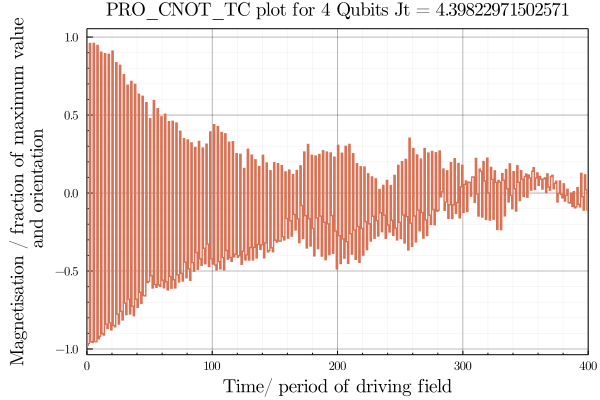 PRO_CNOT_TC plot for 4 Qubits Jt = 4.39822971502571
Magnetisation / fraction of maximum value
and orientation
1.0
0.5
0.0
−0.5
−1.0
0 100 200 300 400
Time/ period of driving field